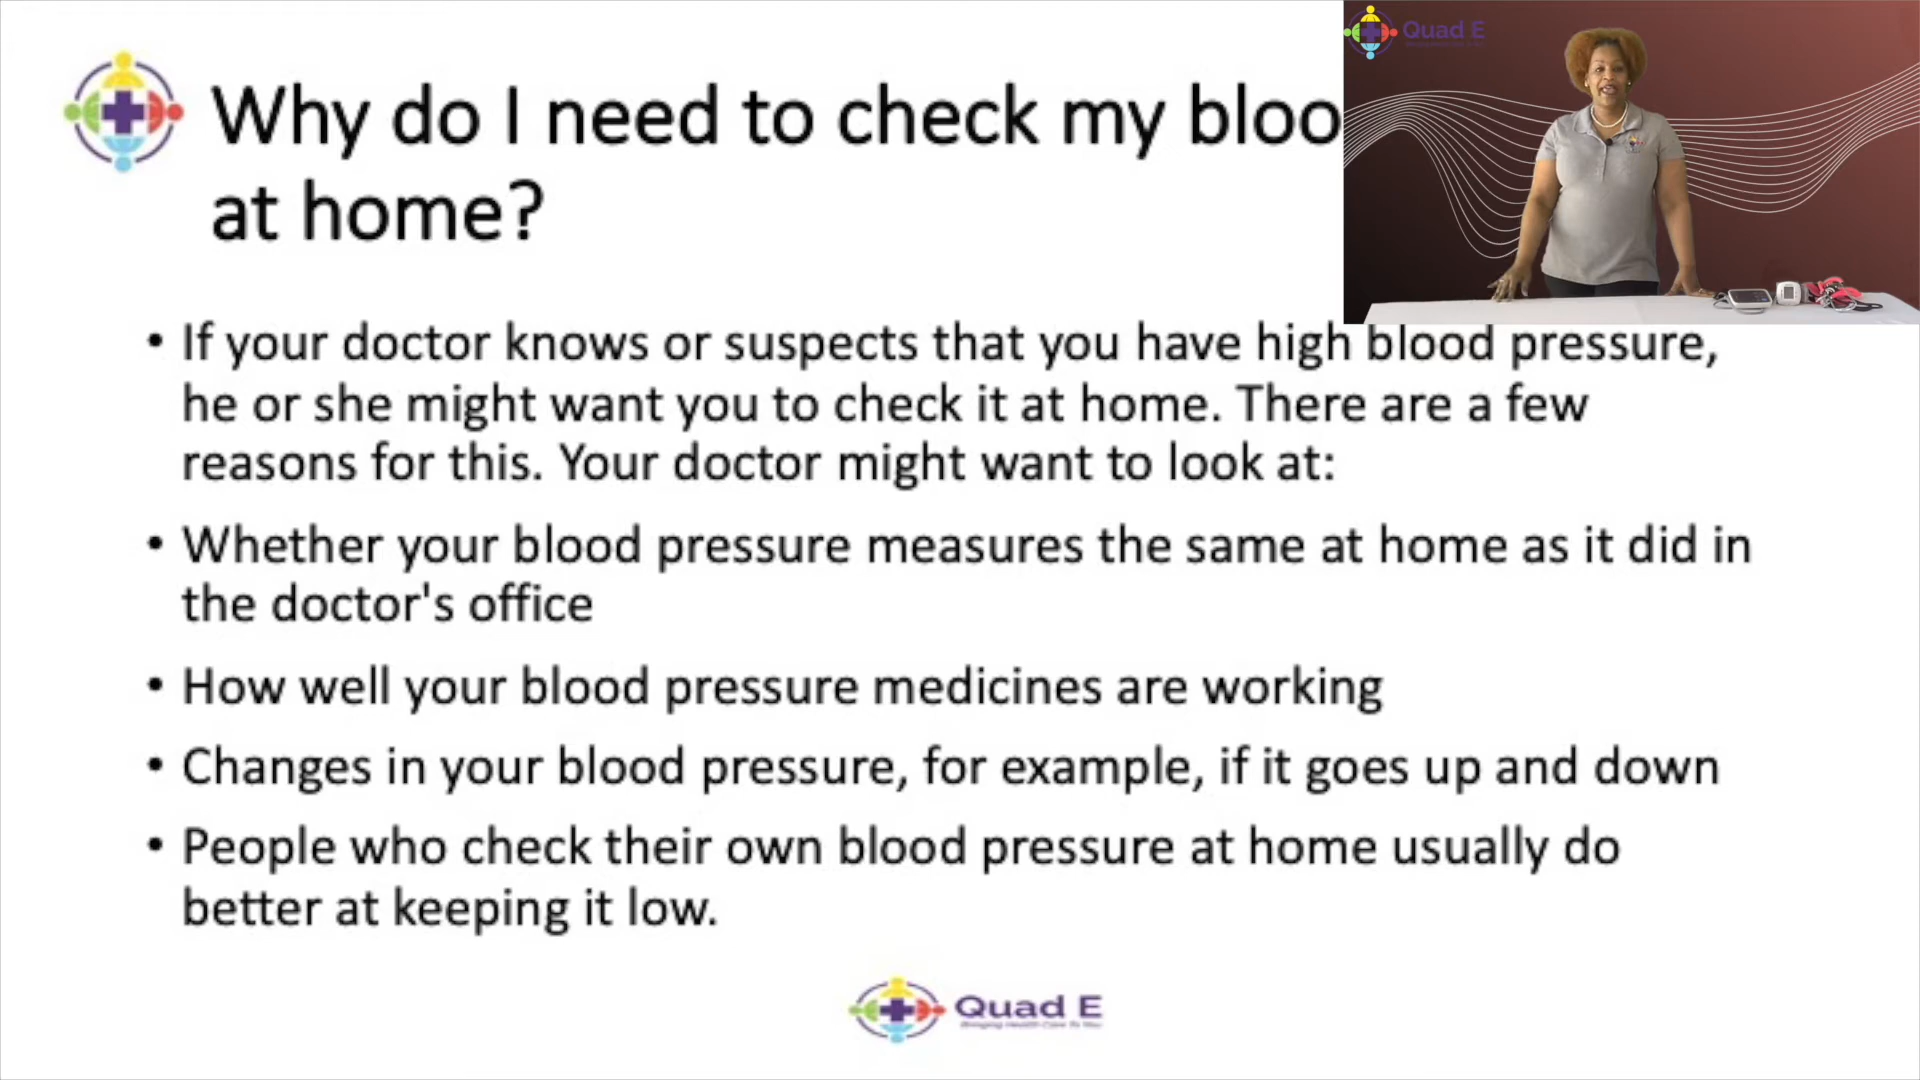 Why do I need to check my bloo
at home?
Quad E
• If your doctor knows or suspects that you have high blood pressure,
he or she might want you to check it at home. There are a few
reasons for this. Your doctor might want to look at:
• Whether your blood pressure measures the same at home as it did in
the doctor's office
• How well your blood pressure medicines are working
• Changes in your blood pressure, for example, if it goes up and down
• People who check their own blood pressure at home usually do
better at keeping it low.
Quad E
Bringing Health Care To You